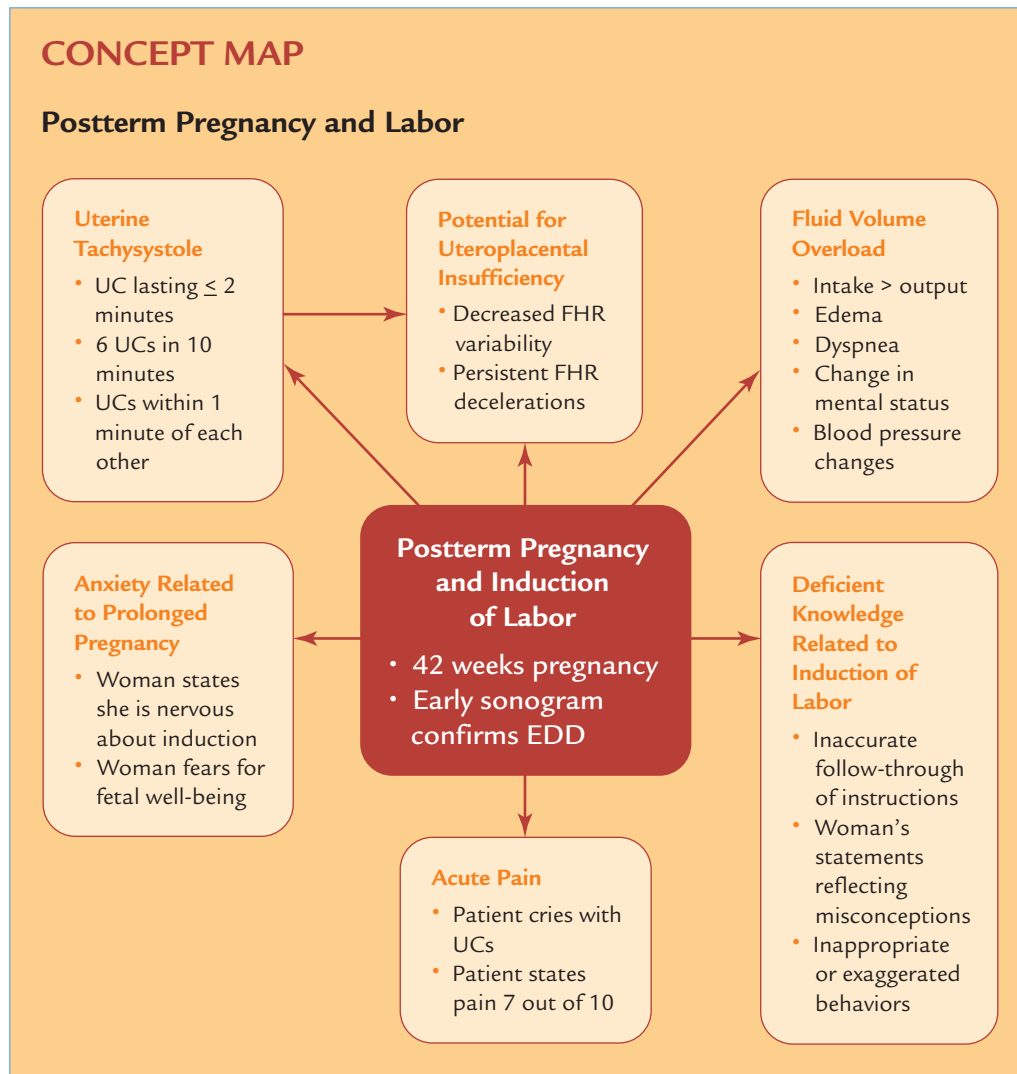 CONCEPT MAP
Postterm Pregnancy and Labor
Uterine
Tachysystole
• UC lasting ≤ 2
minutes
• 6 UCs in 10
minutes
• UCs within 1
minute of each
other
Potential for
Uteroplacental
Insufficiency
• Decreased FHR
variability
• Persistent FHR
decelerations
Fluid Volume
Overload
• Intake > output
• Edema
• Dyspnea
• Change in
mental status
• Blood pressure
changes
Anxiety Related
to Prolonged
Pregnancy
• Woman states
she is nervous
about induction
• Woman fears for
fetal well-being
Postterm Pregnancy
and Induction
of Labor
• 42 weeks pregnancy
• Early sonogram
confirms EDD
Deficient
Knowledge
Related to
Induction of
Labor
• Inaccurate
follow-through
of instructions
• Woman’s
statements
reflecting
misconceptions
• Inappropriate
or exaggerated
behaviors
Acute Pain
• Patient cries with
UCs
• Patient states
pain 7 out of 10